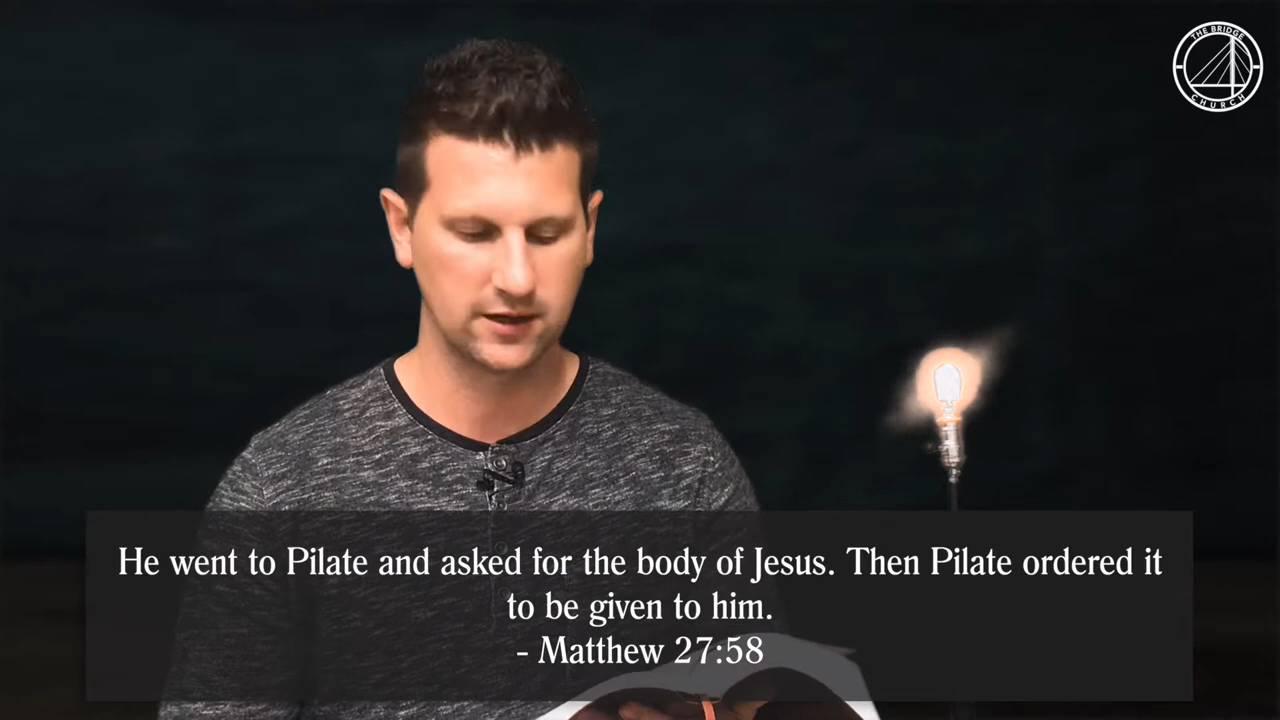 THE BRIDGE
CHURCH
He went to Pilate and asked for the body of Jesus. Then Pilate ordered it
to be given to him.
- Matthew 27:58